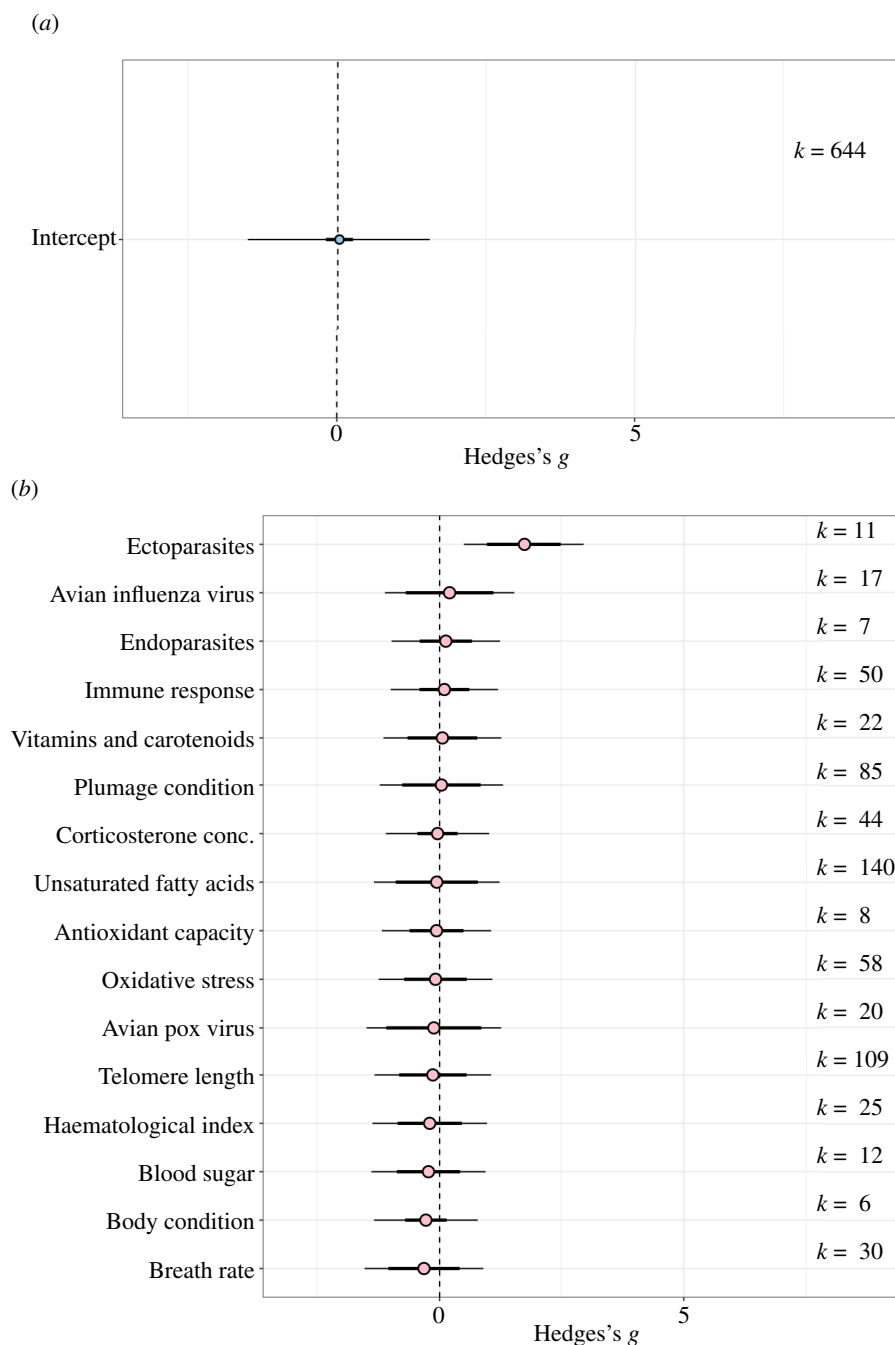 (a)
k = 644
Intercept
0 5
Hedges's g
(b)
Ectoparasites k = 11
Avian influenza virus k = 17
Endoparasites k = 7
Immune response k = 50
Vitamins and carotenoids k = 22
Plumage condition k = 85
Corticosterone conc. k = 44
Unsaturated fatty acids k = 140
Antioxidant capacity k = 8
Oxidative stress k = 58
Avian pox virus k = 20
Telomere length k = 109
Haematological index k = 25
Blood sugar k = 12
Body condition k = 6
Breath rate k = 30
0 5
Hedges's g